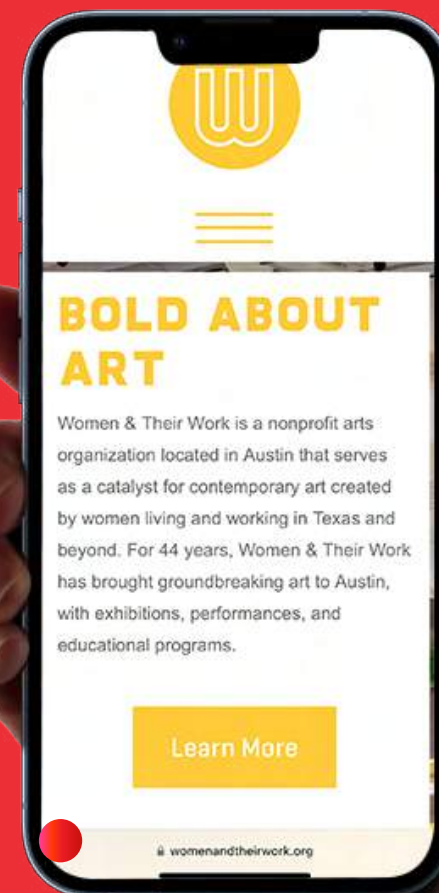 W
BOLD ABOUT
ART
Women & Their Work is a nonprofit arts
organization located in Austin that serves
as a catalyst for contemporary art created
by women living and working in Texas and
beyond. For 44 years, Women & Their Work
has brought groundbreaking art to Austin,
with exhibitions, performances, and
educational programs.
Learn More
womenandtheirwork.org